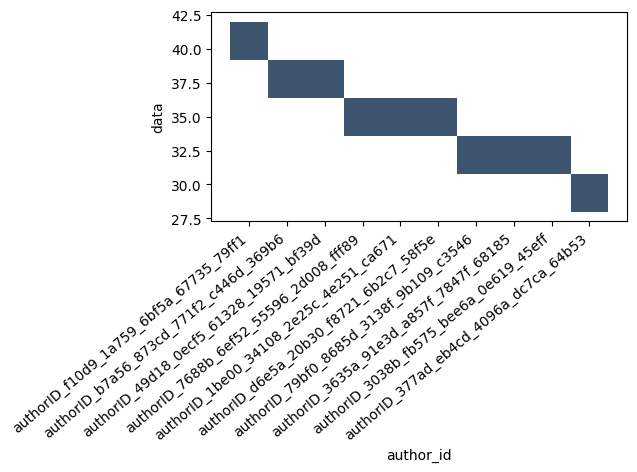 42.5
40.0
37.5
35.0
32.5
30.0
27.5
data
authorID_f10d9_1a759_6bf5a_67735_79ff1
authorID_b7a56_873cd_771f2_c446d_369b6
authorID_49d18_0ecf5_61328_19571_bf39d
authorID_7688b_6ef52_55596_2d008_fff89
authorID_1be00_34108_2e25c_4e251_ca671
authorID_d6e5a_20b30_f8721_6b2c7_58f5e
authorID_79bf0_8685d_3138f_9b109_c3546
authorID_3635a_91e3d_a857f_7847f_68185
authorID_3038b_fb575_bee6a_0e619_45eff
authorID_377ad_eb4cd_4096a_dc7ca_64b53
author_id